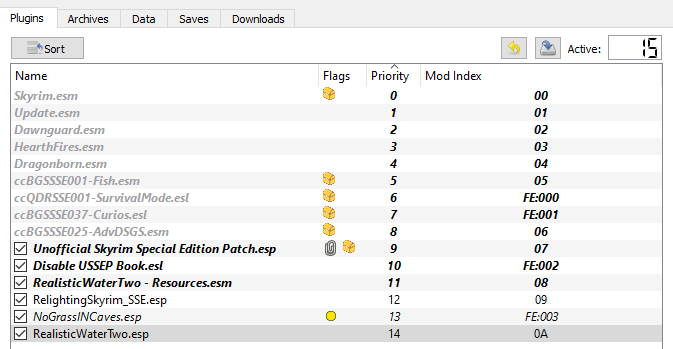 Plugins Archives Data Saves Downloads
Sort Active: 15
Name Flags Priority Mod Index
Skyrim.esm 0 00
Update.esm 1 01
Dawnguard.esm 2 02
HearthFires.esm 3 03
Dragonborn.esm 4 04
ccBGSSSE001-Fish.esm 5 05
ccQDRSSE001-SurvivalMode.esl 6 FE:000
ccBGSSSE037-Curios.esl 7 FE:001
ccBGSSSE025-AdvDSGS.esm 8 06
Unofficial Skyrim Special Edition Patch.esp 9 07
Disable USSEP Book.esl 10 FE:002
RealisticWaterTwo - Resources.esm 11 08
RelightingSkyrim_SSE.esp 12 09
NoGrassINCaves.esp 13 FE:003
RealisticWaterTwo.esp 14 0A